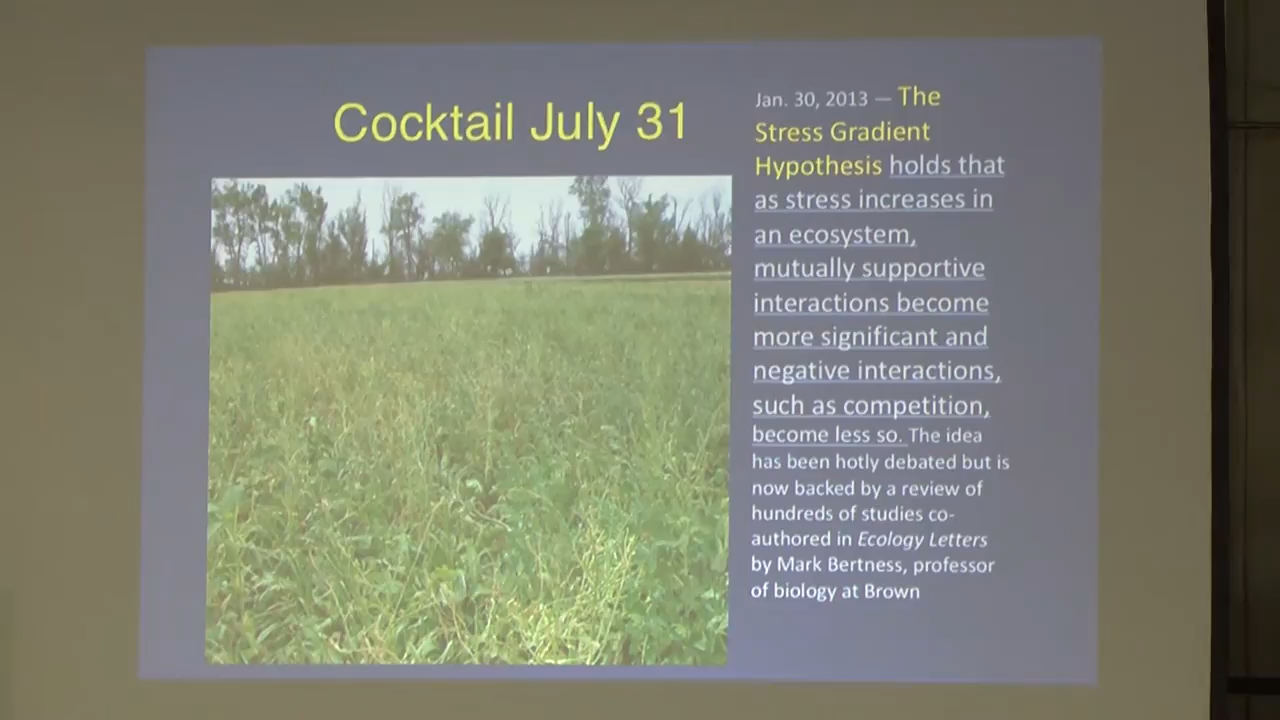 Cocktail July 31
Jan. 30, 2013 — The
Stress Gradient
Hypothesis holds that
as stress increases in
an ecosystem,
mutually supportive
interactions become
more significant and
negative interactions,
such as competition,
become less so. The idea
has been hotly debated but is
now backed by a review of
hundreds of studies co-
authored in Ecology Letters
by Mark Bertness, professor
of biology at Brown